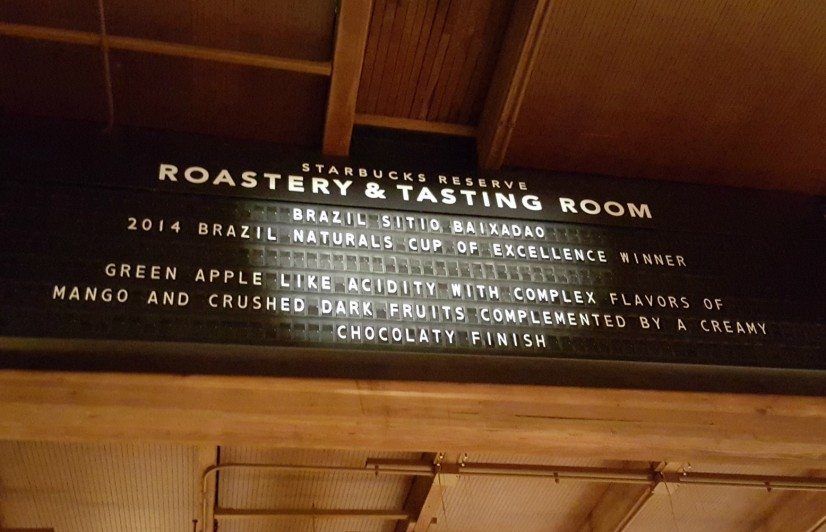 STARBUCKS RESERVE
ROASTERY & TASTING ROOM
BRAZIL SITIO BAIXADAO
2014 BRAZIL NATURALS CUP OF EXCELLENCE WINNER
GREEN APPLE LIKE ACIDITY WITH COMPLEX FLAVORS OF
MANGO AND CRUSHED DARK FRUITS COMPLEMENTED BY A CREAMY
CHOCOLATY FINISH